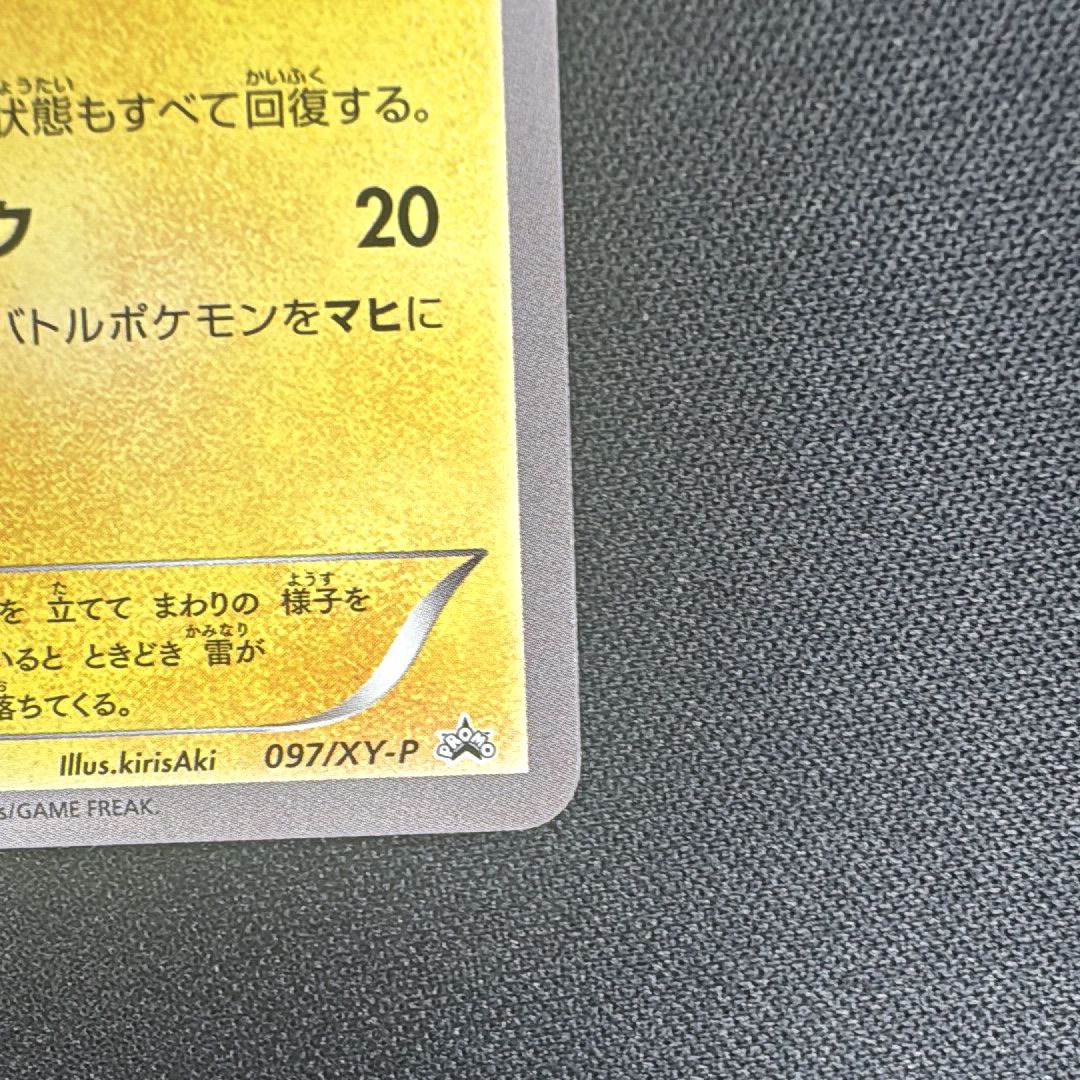 状態もすべて回復する。
ク
20
バトルポケモンをマヒに
を 立てて まわりの 様子を
いると ときどき 雷が
落ちてくる。
Illus.kirisAki 097/XY-P PROMO
s/GAME FREAK.